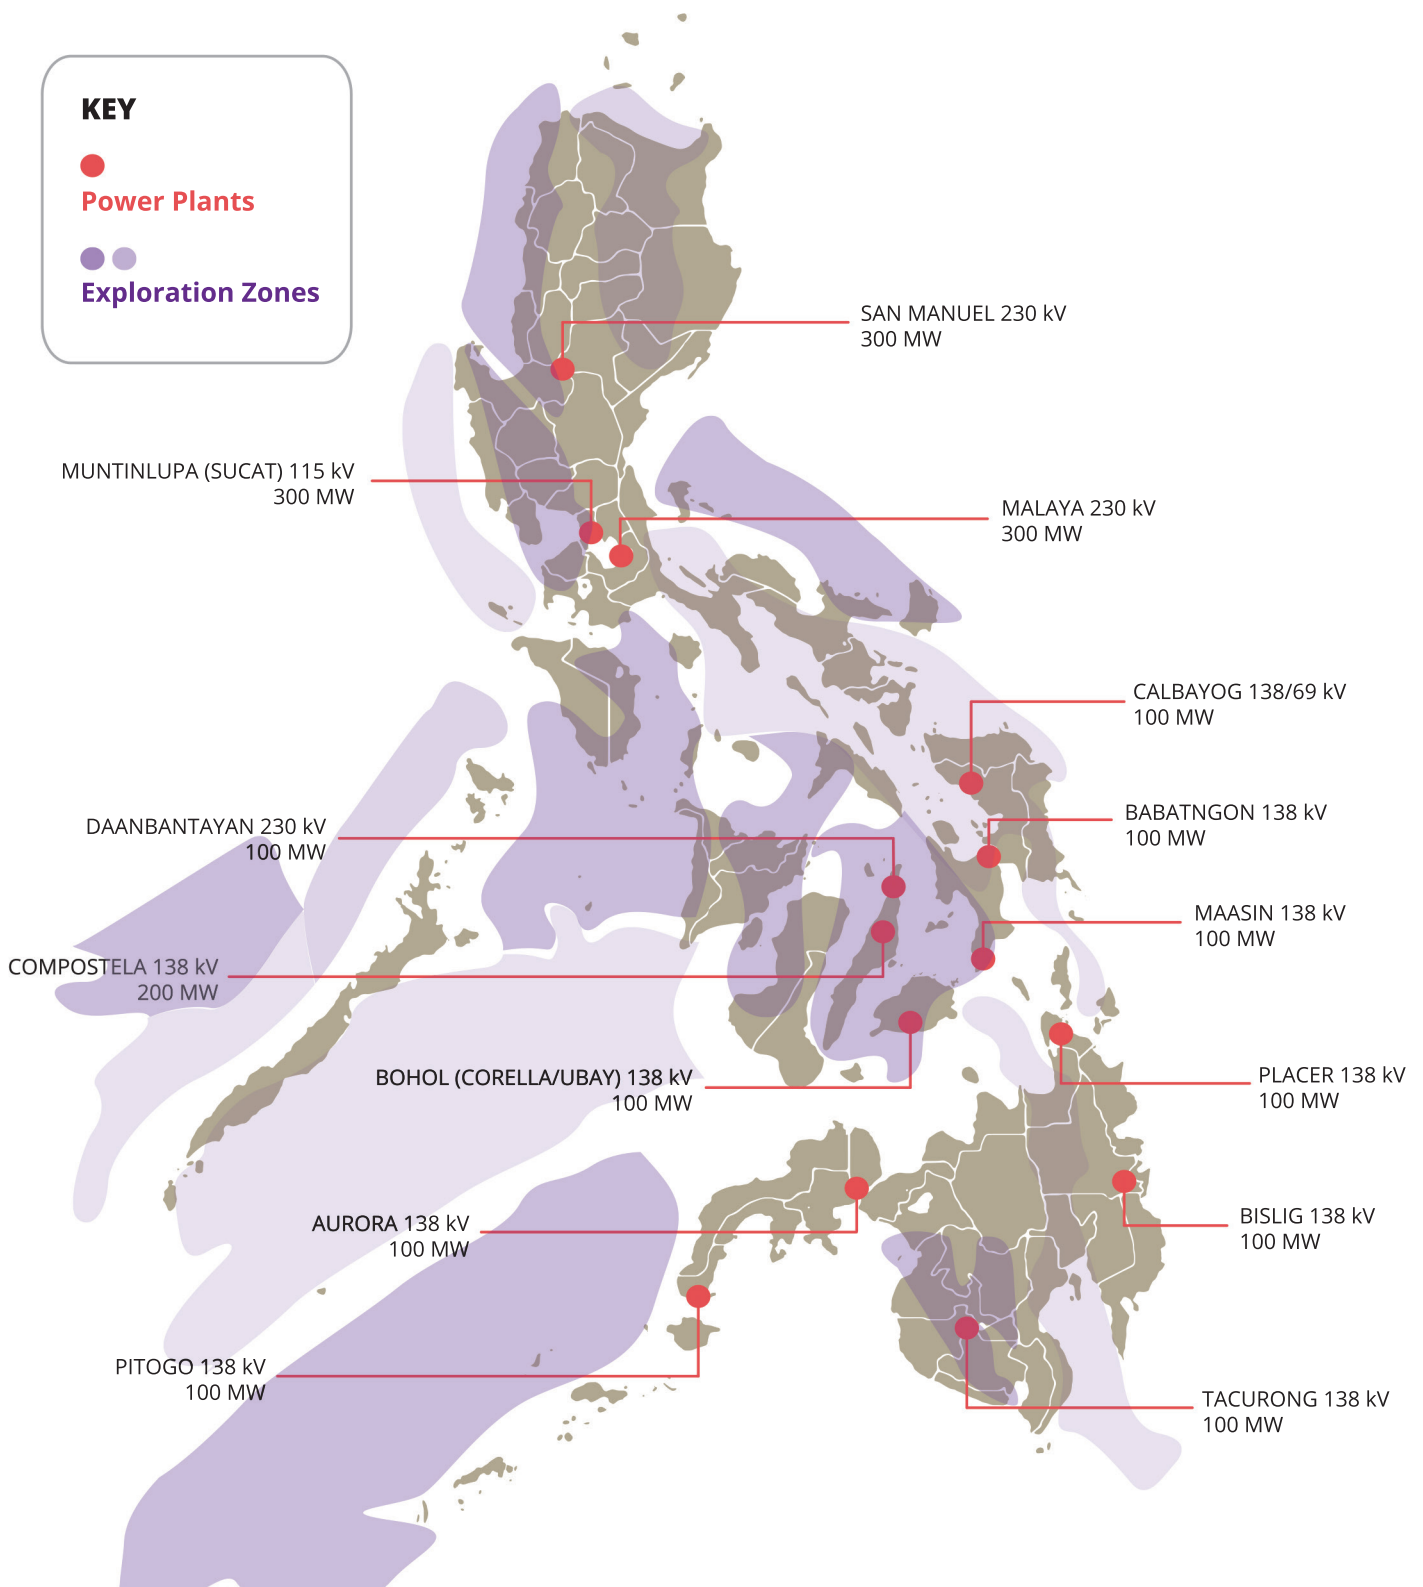 KEY
Power Plants
Exploration Zones
SAN MANUEL 230 kV
300 MW
MUNTINLUPA (SUCAT) 115 kV
300 MW
MALAYA 230 kV
300 MW
CALBAYOG 138/69 kV
100 MW
DAANBANTAYAN 230 kV
100 MW
BABATNGON 138 kV
100 MW
MAASIN 138 kV
100 MW
COMPOSTELA 138 kV
200 MW
BOHOL (CORELLA/UBAY) 138 kV
100 MW
PLACER 138 kV
100 MW
AURORA 138 kV
100 MW
BISLIG 138 kV
100 MW
PITOGO 138 kV
100 MW
TACURONG 138 kV
100 MW